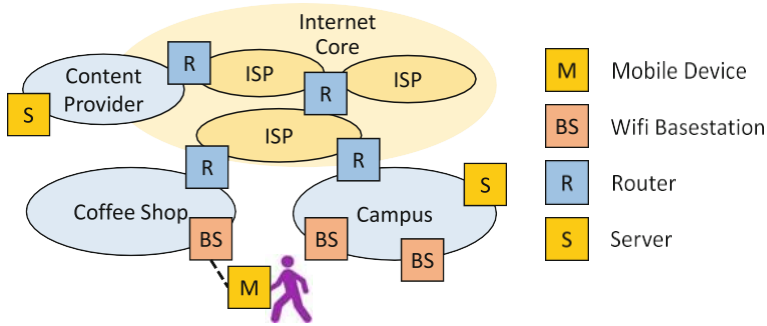 Internet
Core
R
ISP
ISP
Content
Provider
R
S
ISP
R
R
Coffee Shop
Campus
S
BS
BS
BS
M
M Mobile Device
BS Wifi Basestation
R Router
S Server